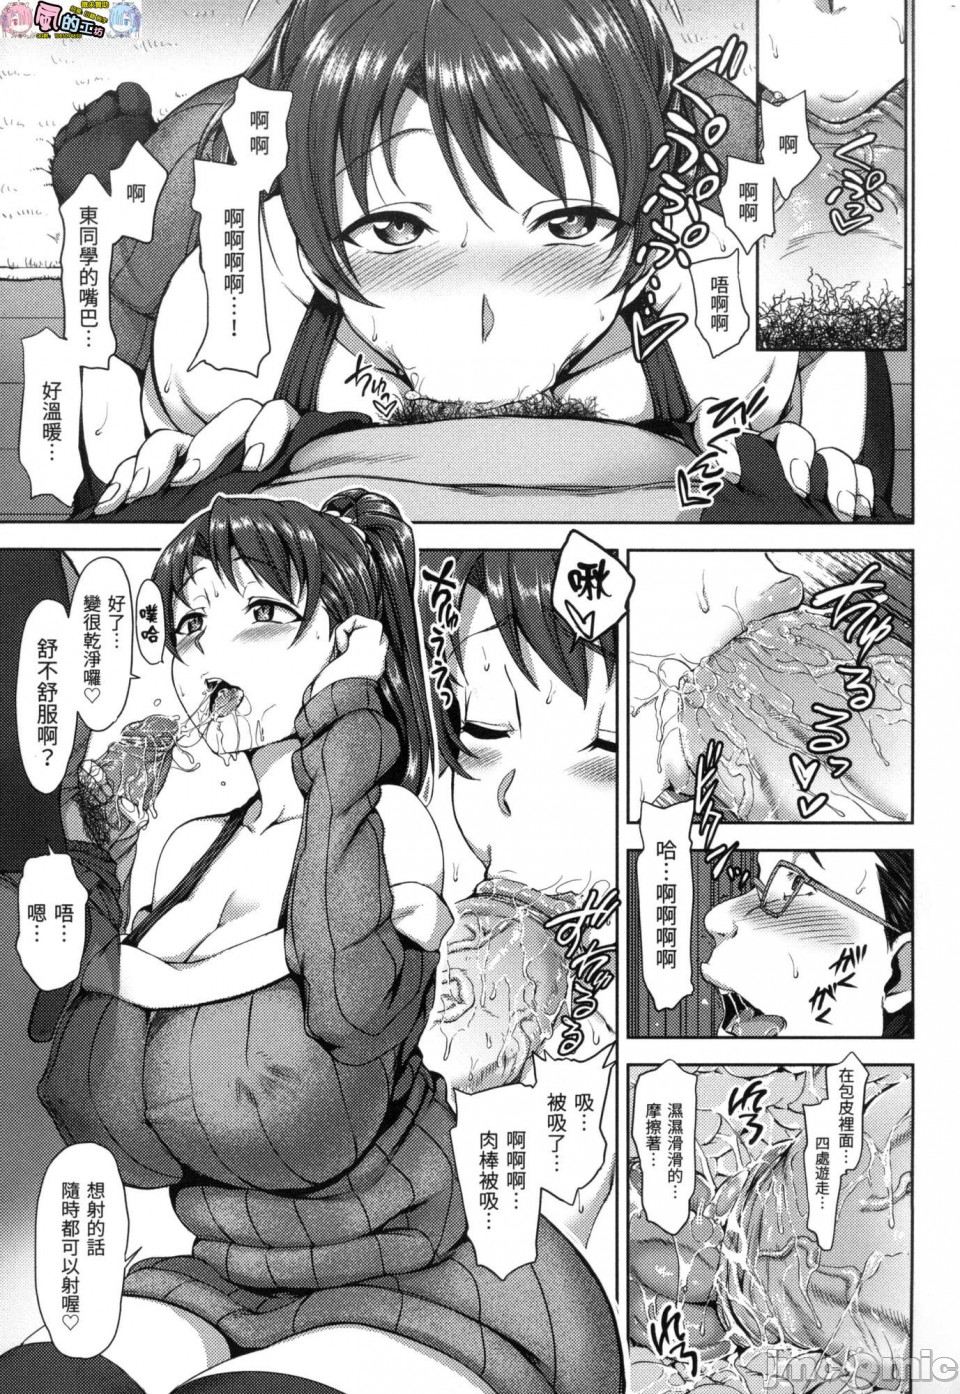 啊
啊啊
唔啊
啊啊
啊啊啊啊…！
啊
東同學的嘴巴…
好溫暖…
啾
哈…啊啊啊啊
在包皮裡面…
四處遊走…
濕濕滑滑的…
摩擦著…
吸…
被吸了…
啊啊啊…
肉棒被吸…
噗哈
好了…
變很乾淨囉♡
舒不舒服啊？
唔…
嗯…
想射的話
隨時都可以射喔♡
風的工坊
jmcomic